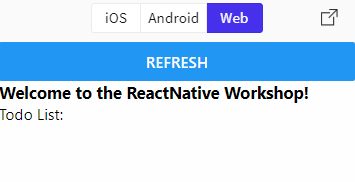 iOS Android Web
REFRESH
Welcome to the ReactNative Workshop!
Todo List: